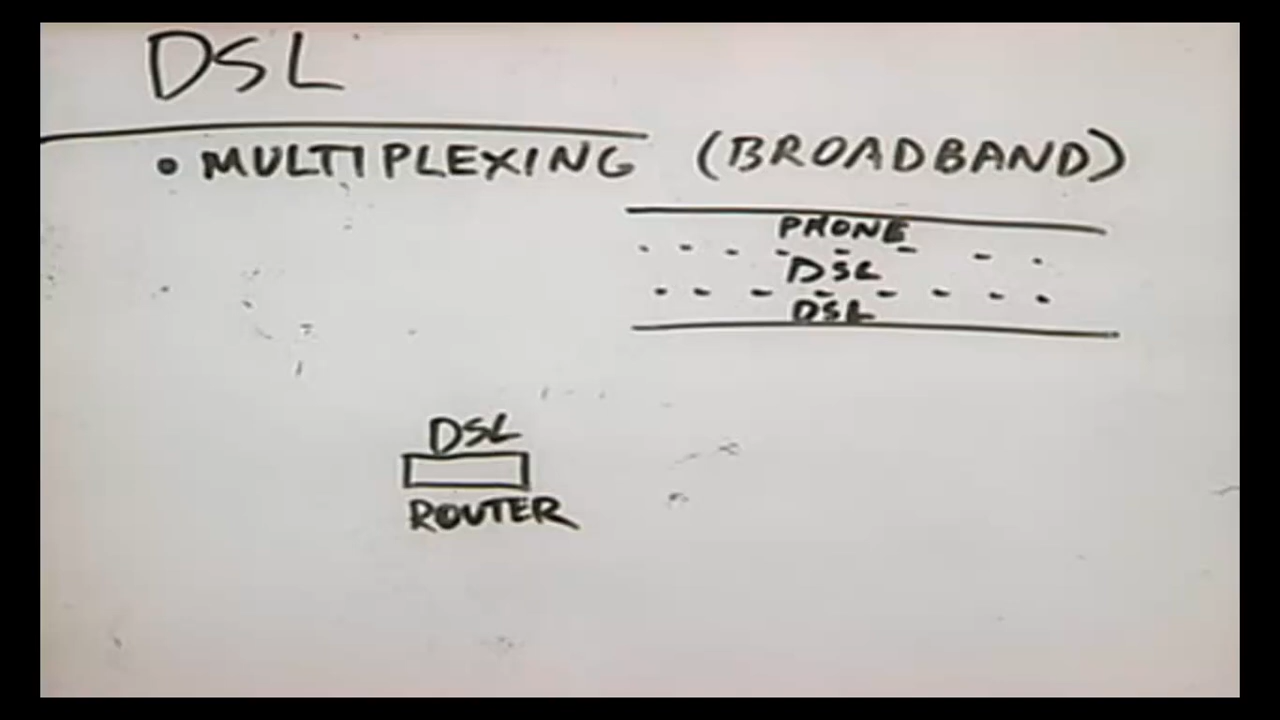 DSL
• MULTIPLEXING (BROADBAND)
PHONE
DSL
DSL
DSL
ROUTER